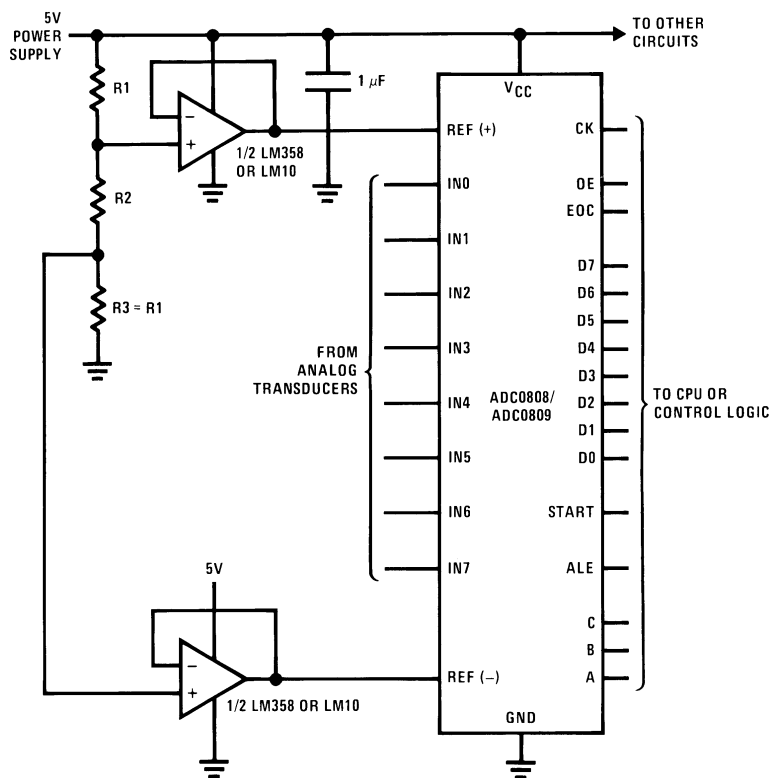 5V
POWER
SUPPLY
TO OTHER
CIRCUITS
R1
1 μF
VCC
−
+
1/2 LM358
OR LM10
REF (+)
CK
R2
IN0
OE
EOC
IN1
D7
IN2
D6
D5
R3 = R1
FROM
ANALOG
TRANSDUCERS
IN3
D4
D3
ADC0808/
ADC0809
IN4
D2
TO CPU OR
CONTROL LOGIC
D1
IN5
D0
IN6
START
5V
IN7
ALE
C
B
−
+
1/2 LM358 OR LM10
REF (−)
A
GND